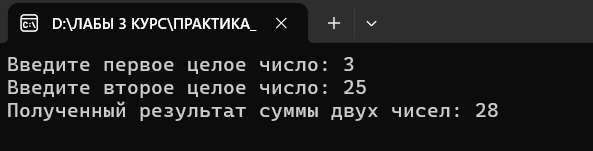 D:\ЛАБЫ 3 КУРС\ПРАКТИКА_
Введите первое целое число: 3
Введите второе целое число: 25
Полученный результат суммы двух чисел: 28